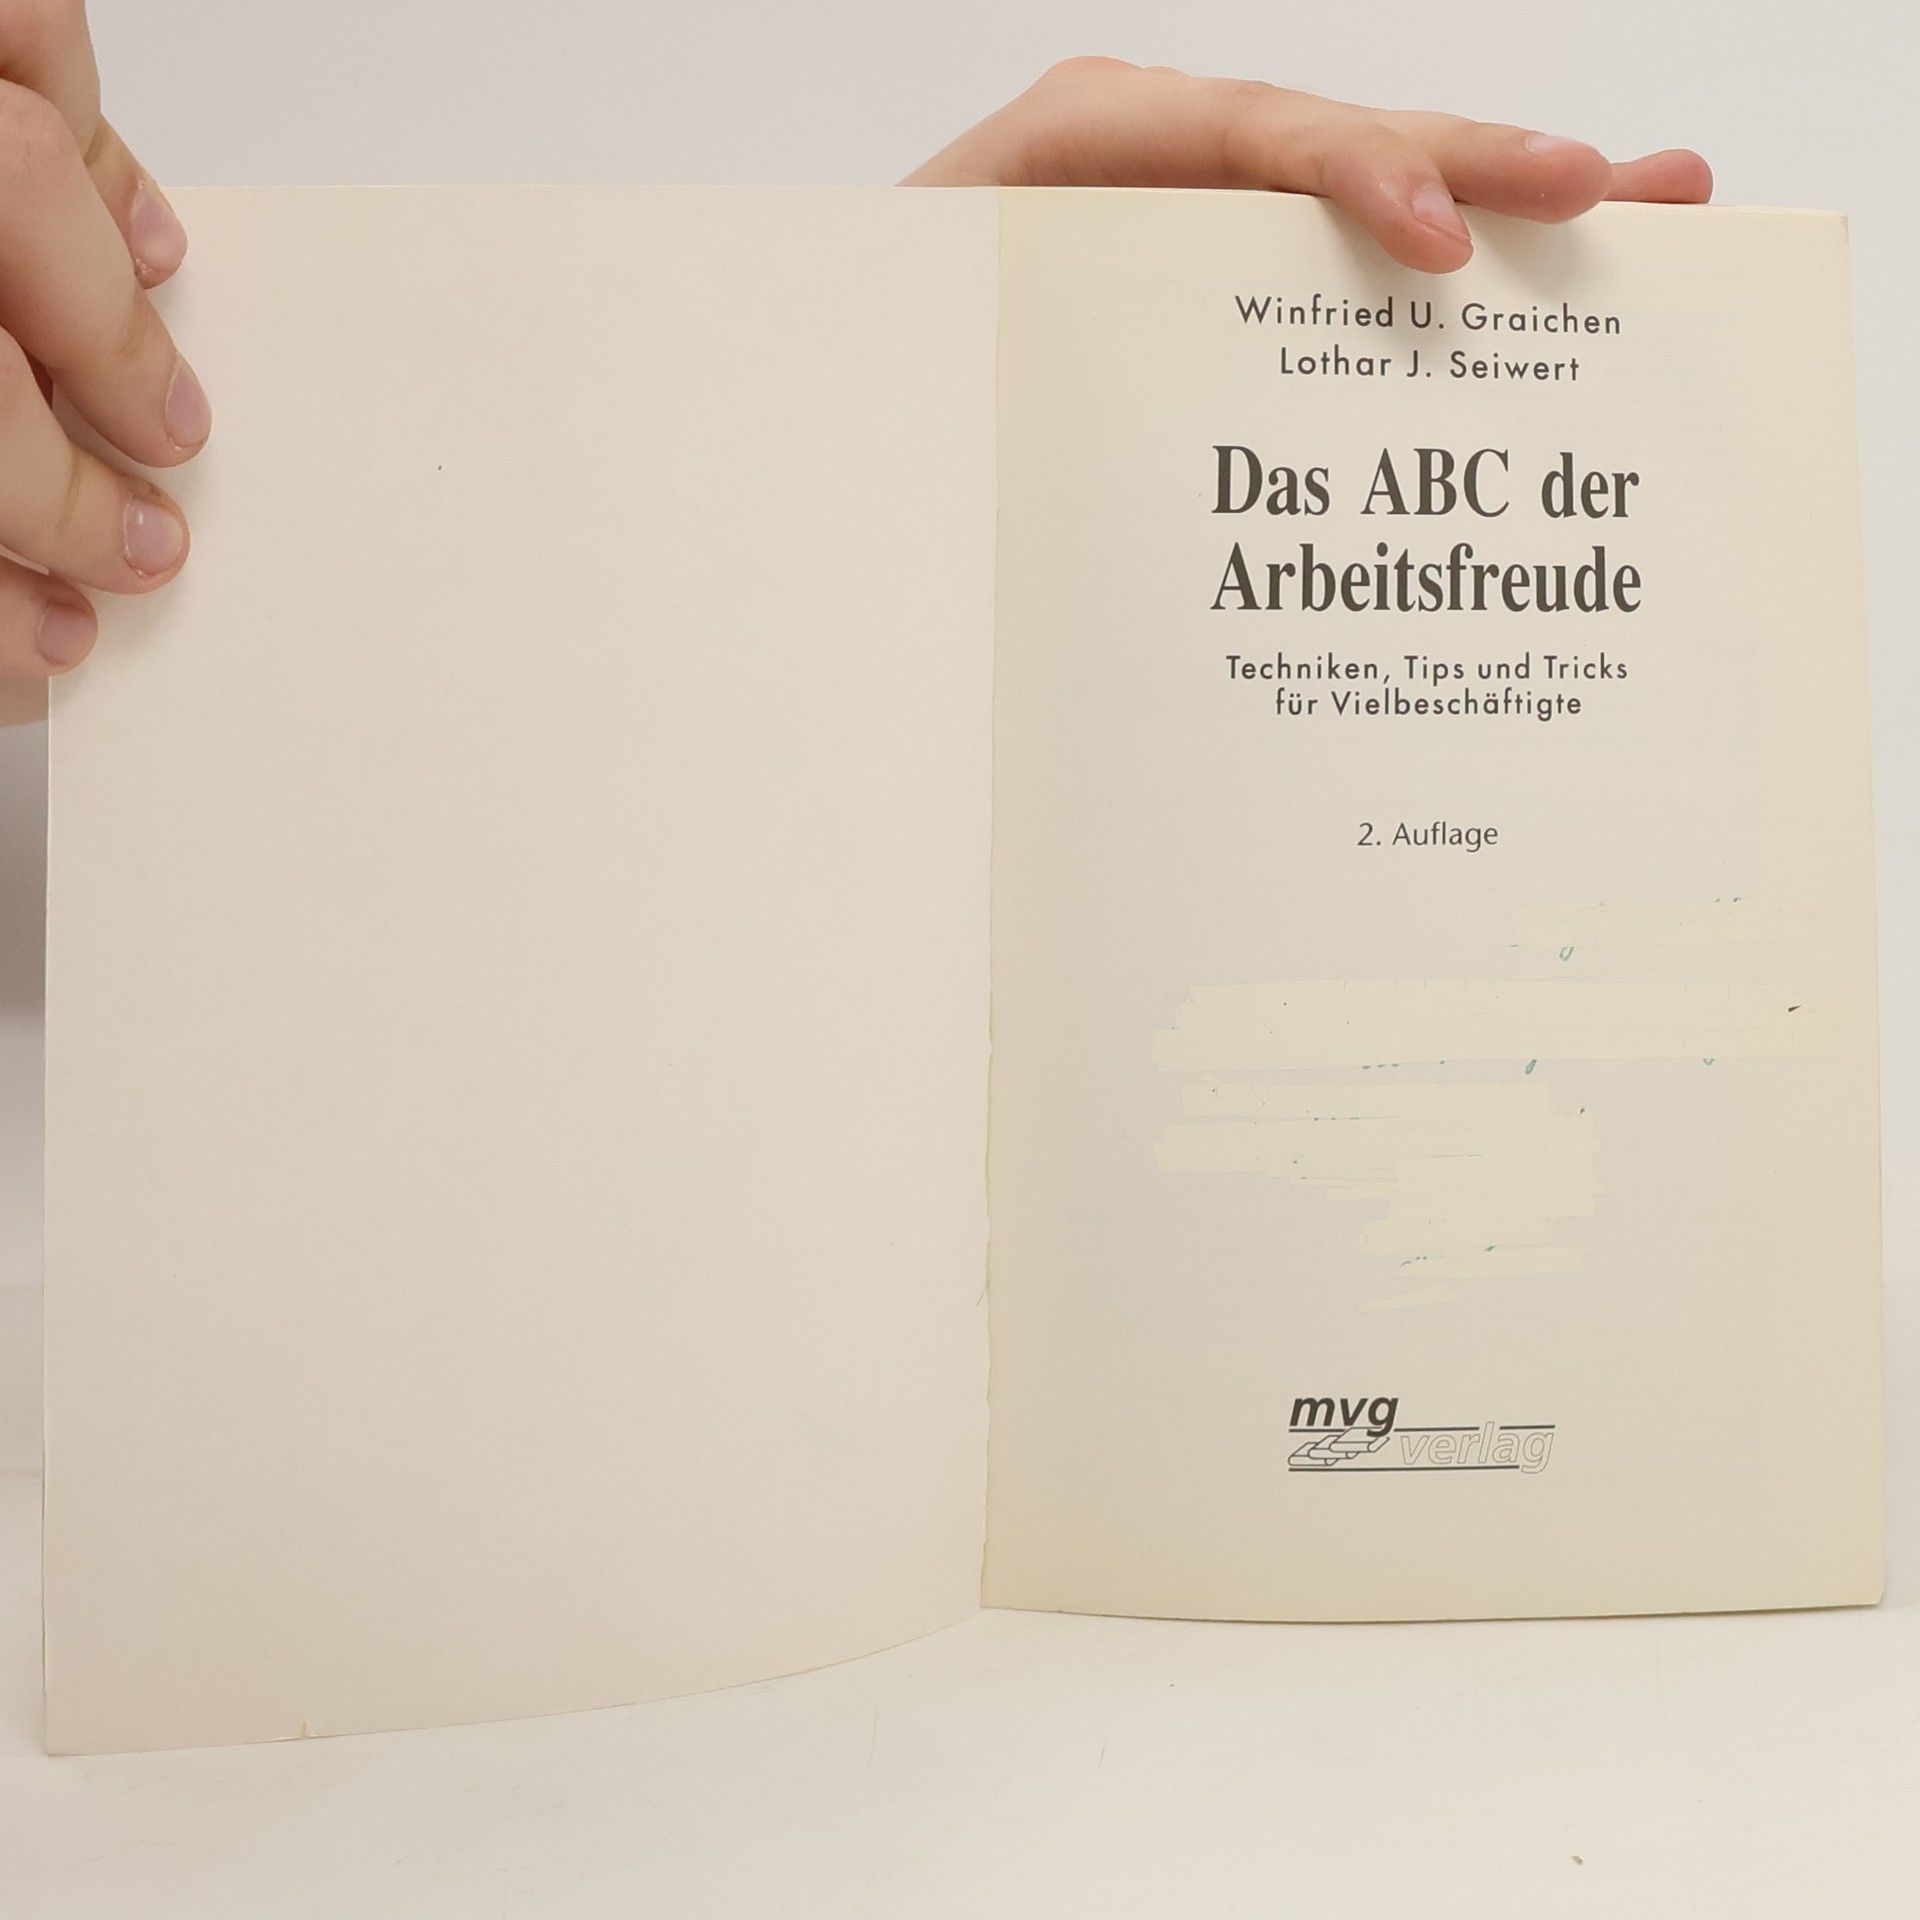 Winfried U. Graichen
Lothar J. Seiwert
Das ABC der
Arbeitsfreude
Techniken, Tips und Tricks
für Vielbeschäftigte
2. Auflage
mvg
verlag